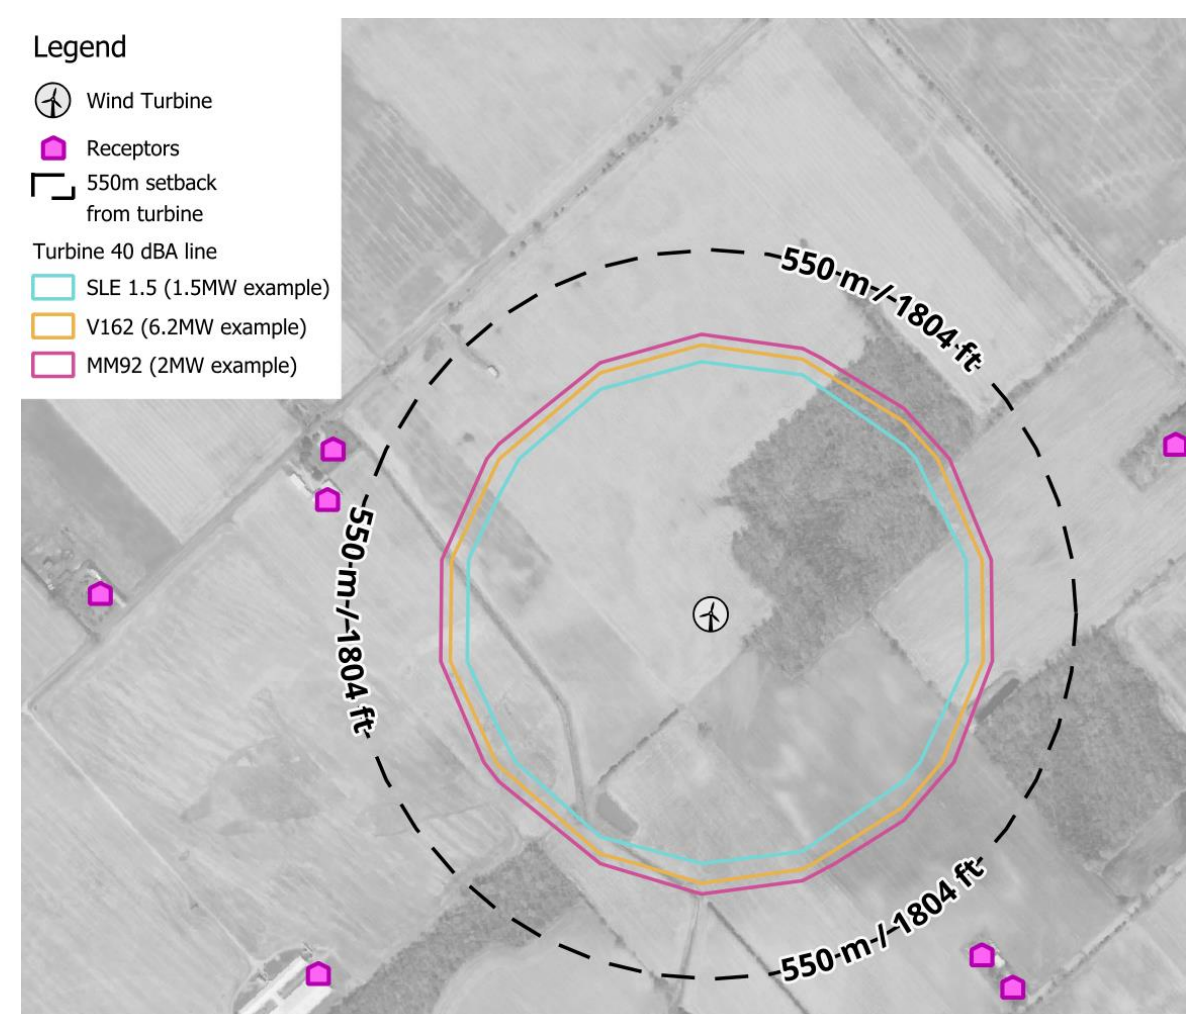 Legend
Wind Turbine
Receptors
550m setback
from turbine
Turbine 40 dBA line
SLE 1.5 (1.5MW example)
V162 (6.2MW example)
MM92 (2MW example)
550 m / 1804 ft
550 m / 1804 ft
550 m / 1804 ft